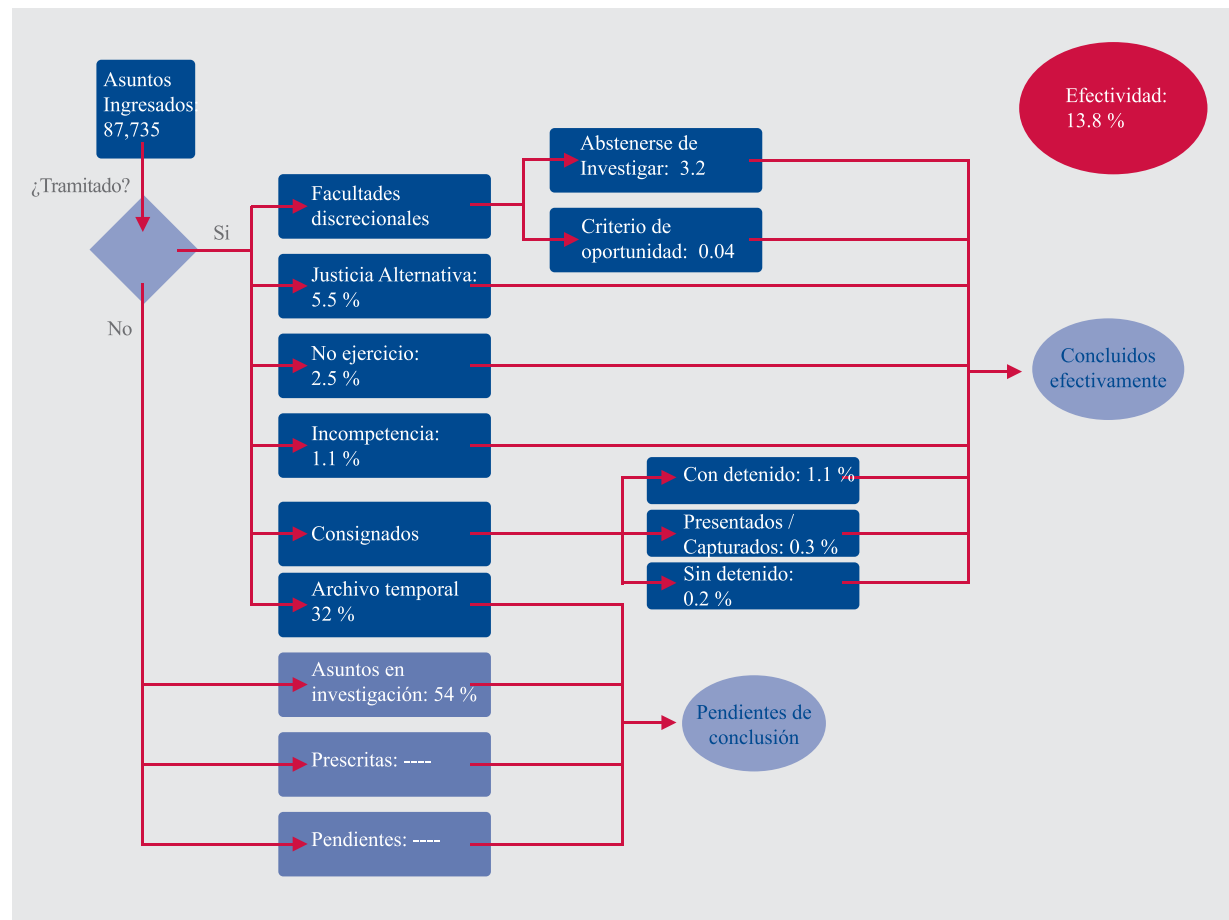 Asuntos
Ingresados:
87,735
¿Tramitado?
Si
No
Facultades
discrecionales
Abstenerse de
Investigar: 3.2
Criterio de
oportunidad: 0.04
Justicia Alternativa:
5.5 %
No ejercicio:
2.5 %
Incompetencia:
1.1 %
Consignados
Con detenido: 1.1 %
Presentados /
Capturados: 0.3 %
Sin detenido:
0.2 %
Archivo temporal
32 %
Asuntos en
investigación: 54 %
Prescritas: ----
Pendientes: ----
Efectividad:
13.8 %
Concluidos
efectivamente
Pendientes de
conclusión